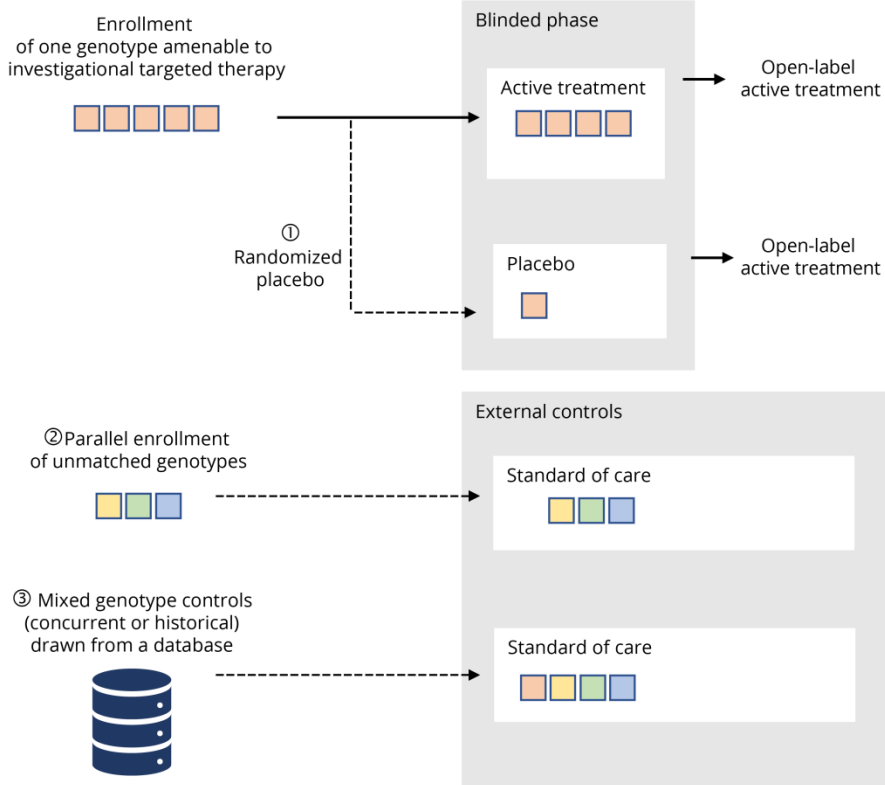 Enrollment
of one genotype amenable to
investigational targeted therapy
Blinded phase
Active treatment
Open-label
active treatment
①
Randomized
placebo
Placebo
Open-label
active treatment
External controls
②Parallel enrollment
of unmatched genotypes
Standard of care
③ Mixed genotype controls
(concurrent or historical)
drawn from a database
Standard of care